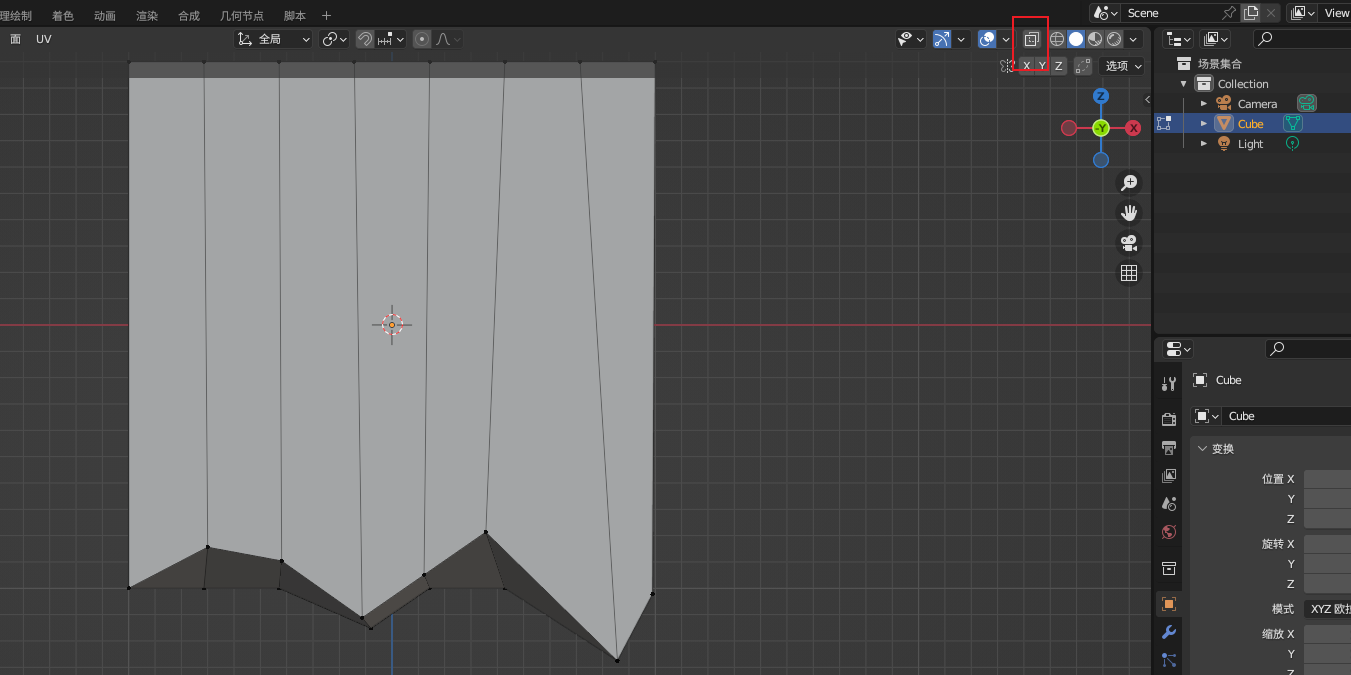 理绘制 着色 动画 渲染 合成 几何节点 脚本 +
Scene
View
面 UV
全局
X Y Z 选项
Z
-Y
X
场景集合
Collection
Camera
Cube
Light
Cube
Cube
变换
位置 X
Y
Z
旋转 X
Y
Z
模式 XYZ 欧拉
缩放 X
Y
Z